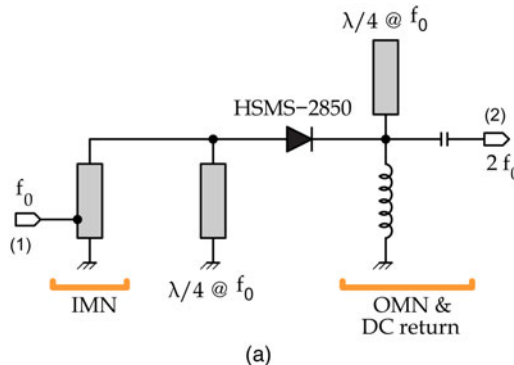 λ/4 @ f0
HSMS-2850
(2)
2 f0
f0
(1)
IMN
λ/4 @ f0
OMN &
DC return
(a)